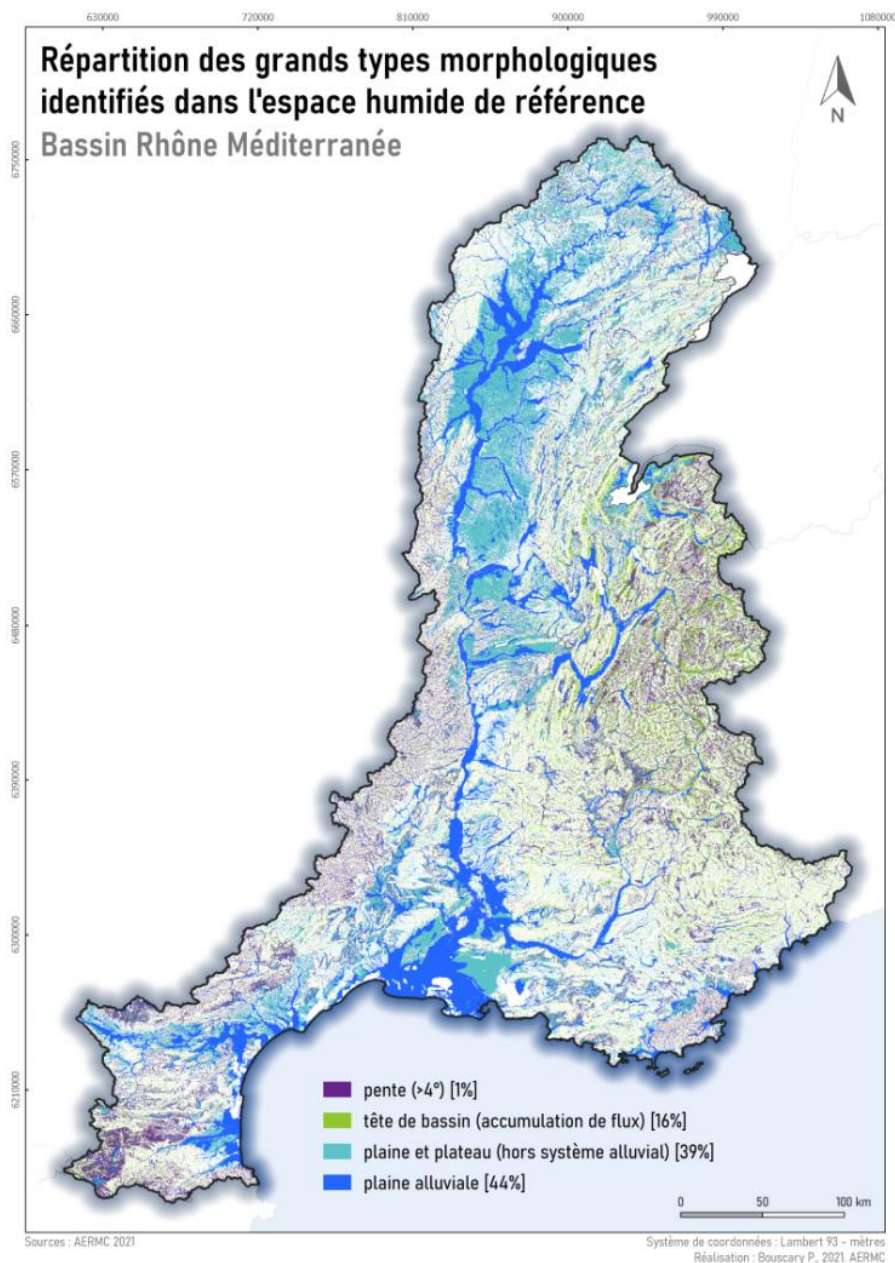 630000 720000 810000 900000 990000 1080000
Répartition des grands types morphologiques
identifiés dans l'espace humide de référence
Bassin Rhône Méditerranée
N
6750000
6660000
6570000
6480000
6390000
6300000
6210000
pente (>4°) [1%]
tête de bassin (accumulation de flux) [16%]
plaine et plateau (hors système alluvial) [39%]
plaine alluviale [44%]
0 50 100 km
Sources : AERMC 2021
Système de coordonnées : Lambert 93 - mètres
Réalisation : Bouscary P., 2021. AERMC